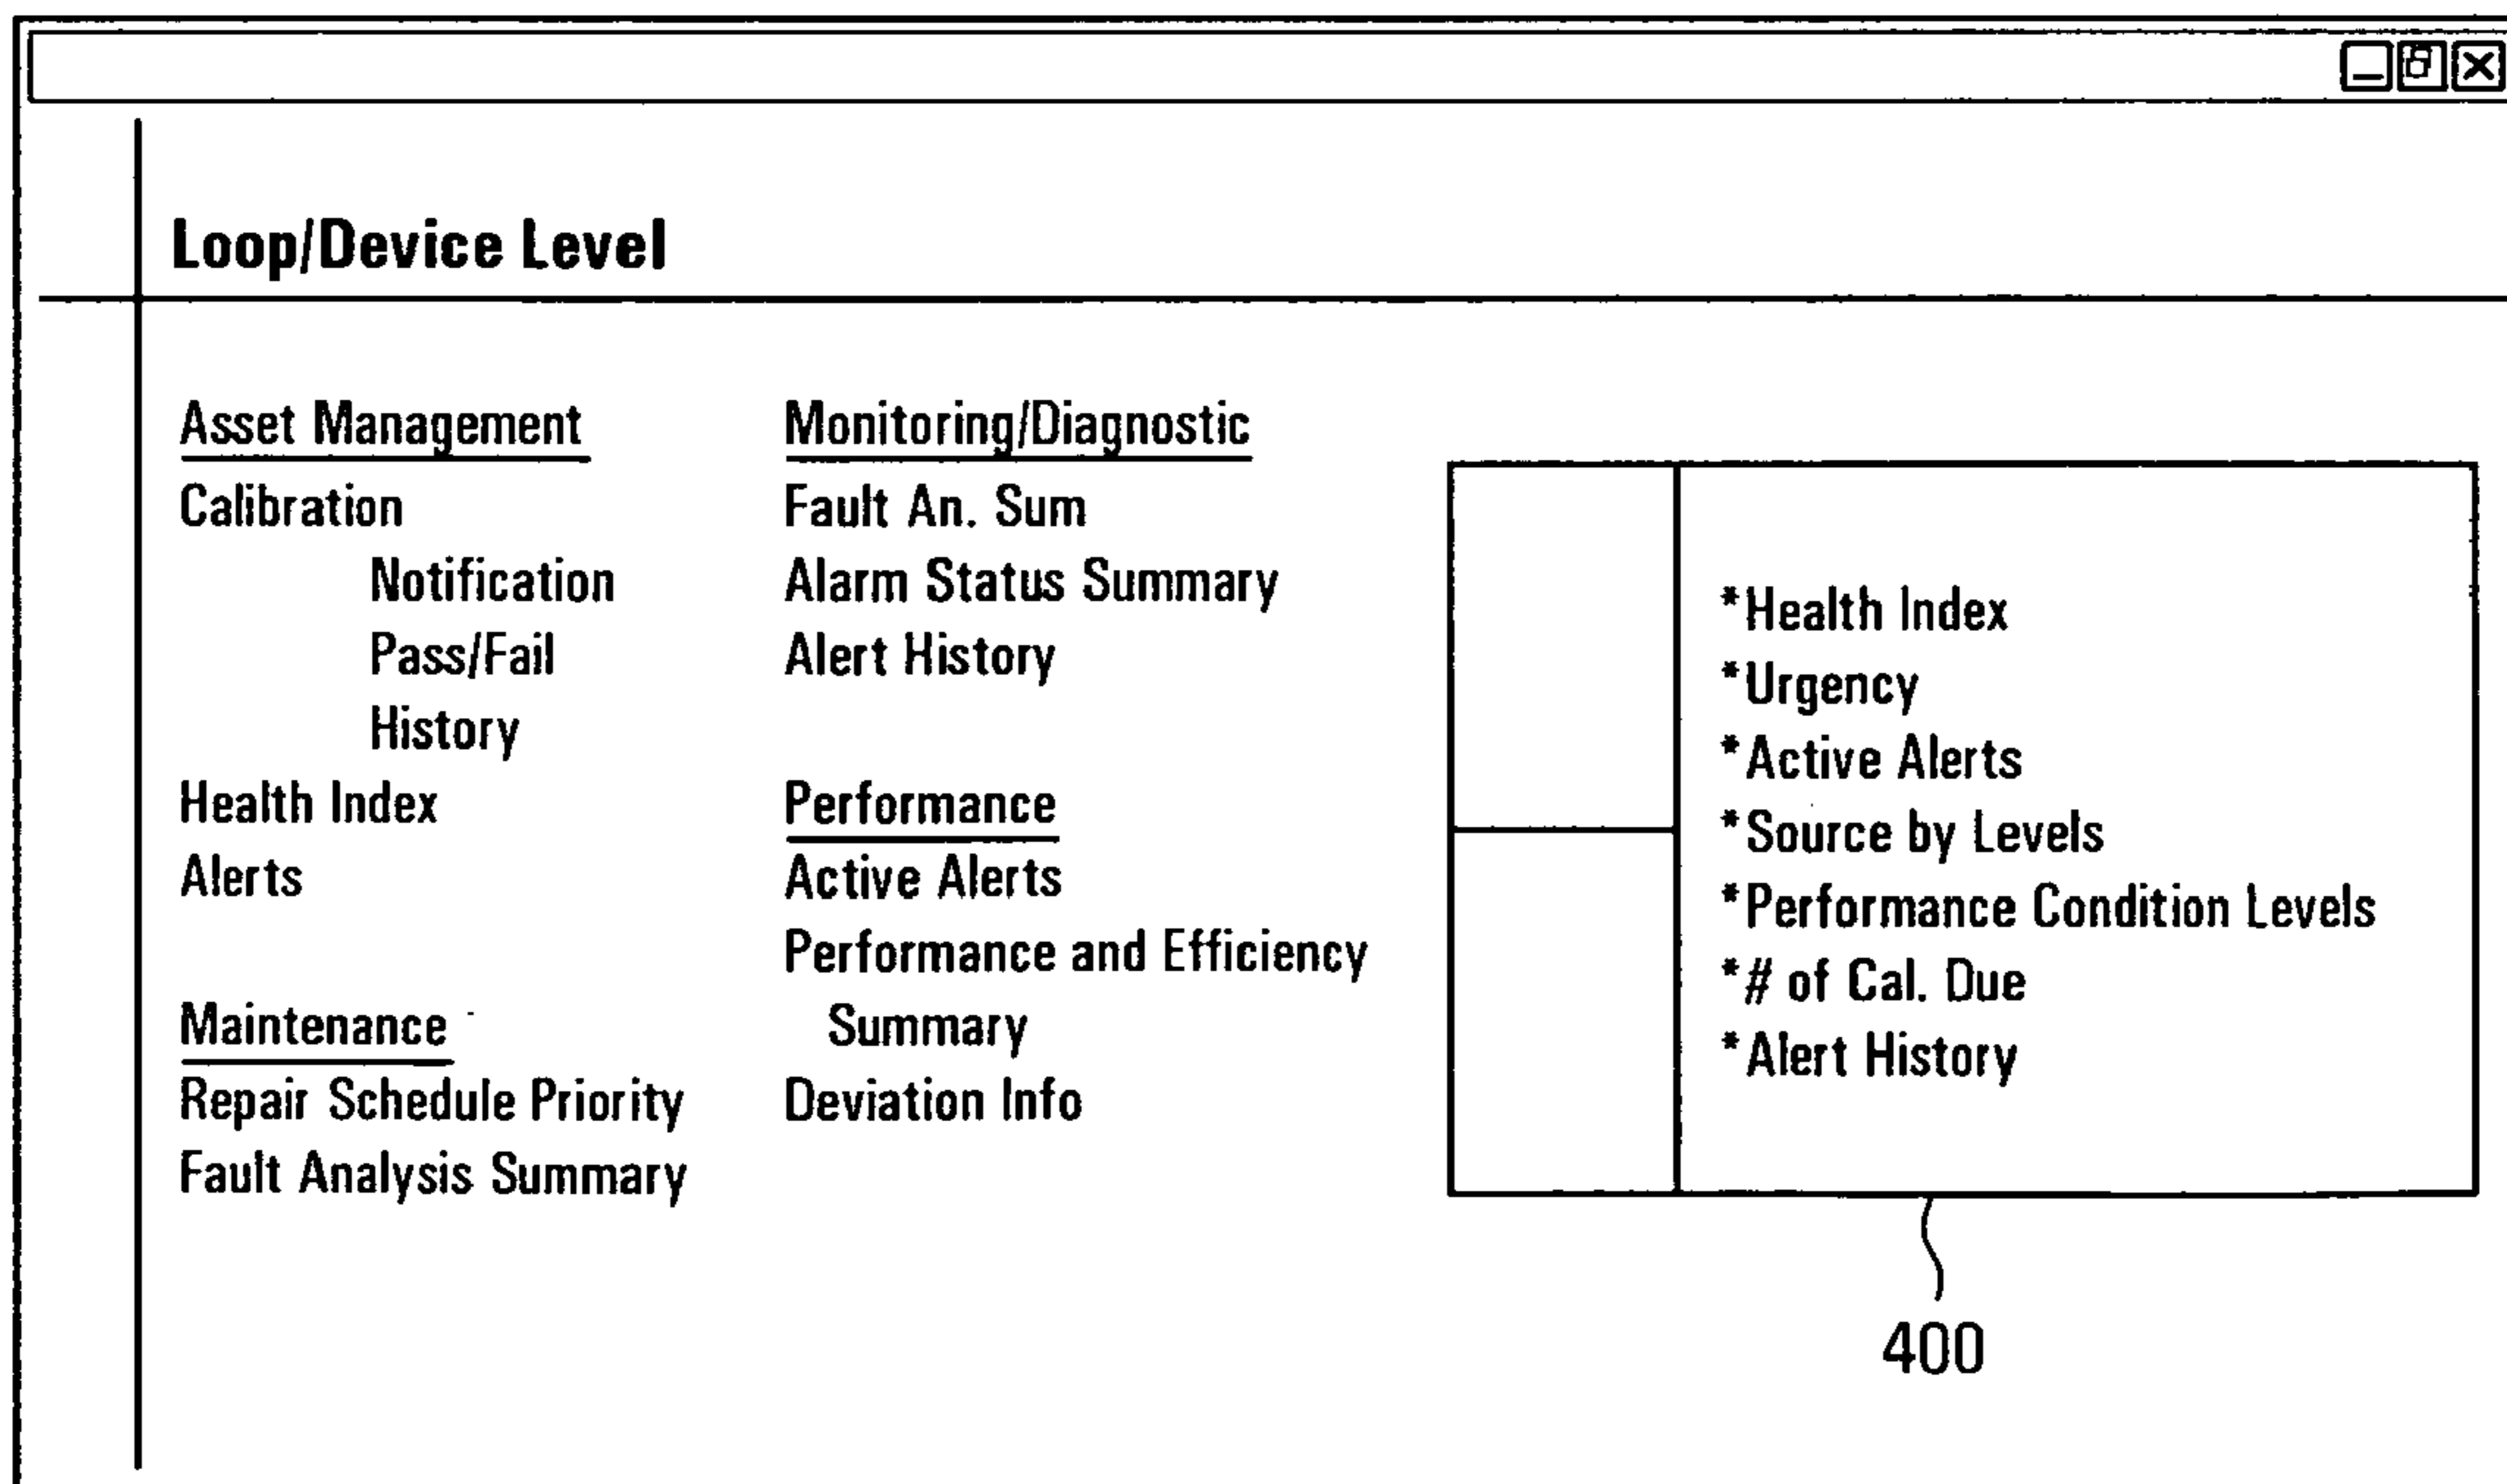 Loop/Device Level
Asset Management
Calibration
Notification
Pass/Fail
History
Health Index
Alerts
Maintenance
Repair Schedule Priority
Fault Analysis Summary
Monitoring/Diagnostic
Fault An. Sum
Alarm Status Summary
Alert History
Performance
Active Alerts
Performance and Efficiency
Summary
Deviation Info
*Health Index
*Urgency
*Active Alerts
*Source by Levels
*Performance Condition Levels
*# of Cal. Due
*Alert History
400